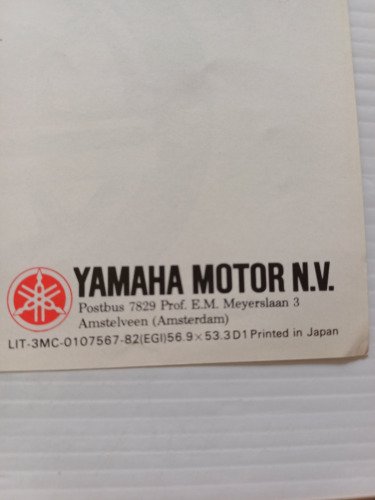 YAMAHA MOTOR N.V.
Postbus 7829 Prof. E.M. Meyerslaan 3
Amstelveen (Amsterdam)
LIT-3MC-0107567-82(EGI)56.9×53.3D1 Printed in Japan